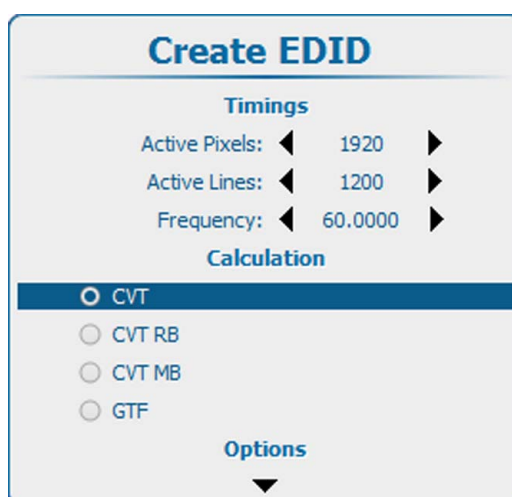 Create EDID
Timings
Active Pixels: 1920
Active Lines: 1200
Frequency: 60.0000
Calculation
CVT
CVT RB
CVT MB
GTF
Options